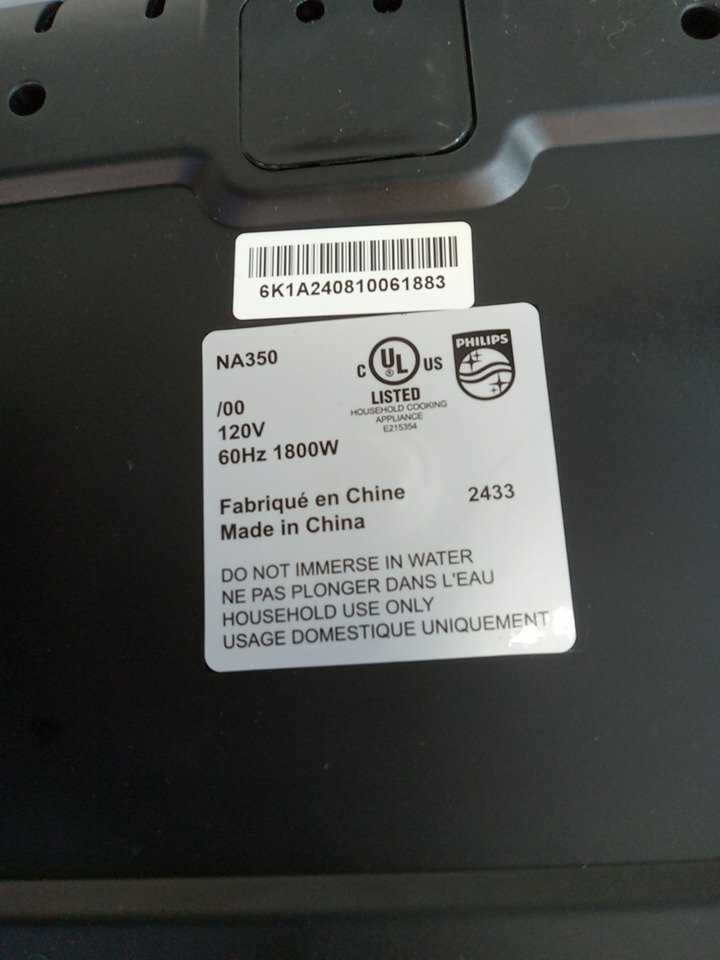 6K1A240810061883
NA350
C UL ® US
LISTED
HOUSEHOLD COOKING
APPLIANCE
E215354
PHILIPS
/00
120V
60Hz 1800W
Fabriqué en Chine
2433
Made in China
DO NOT IMMERSE IN WATER
NE PAS PLONGER DANS L'EAU
HOUSEHOLD USE ONLY
USAGE DOMESTIQUE UNIQUEMENT